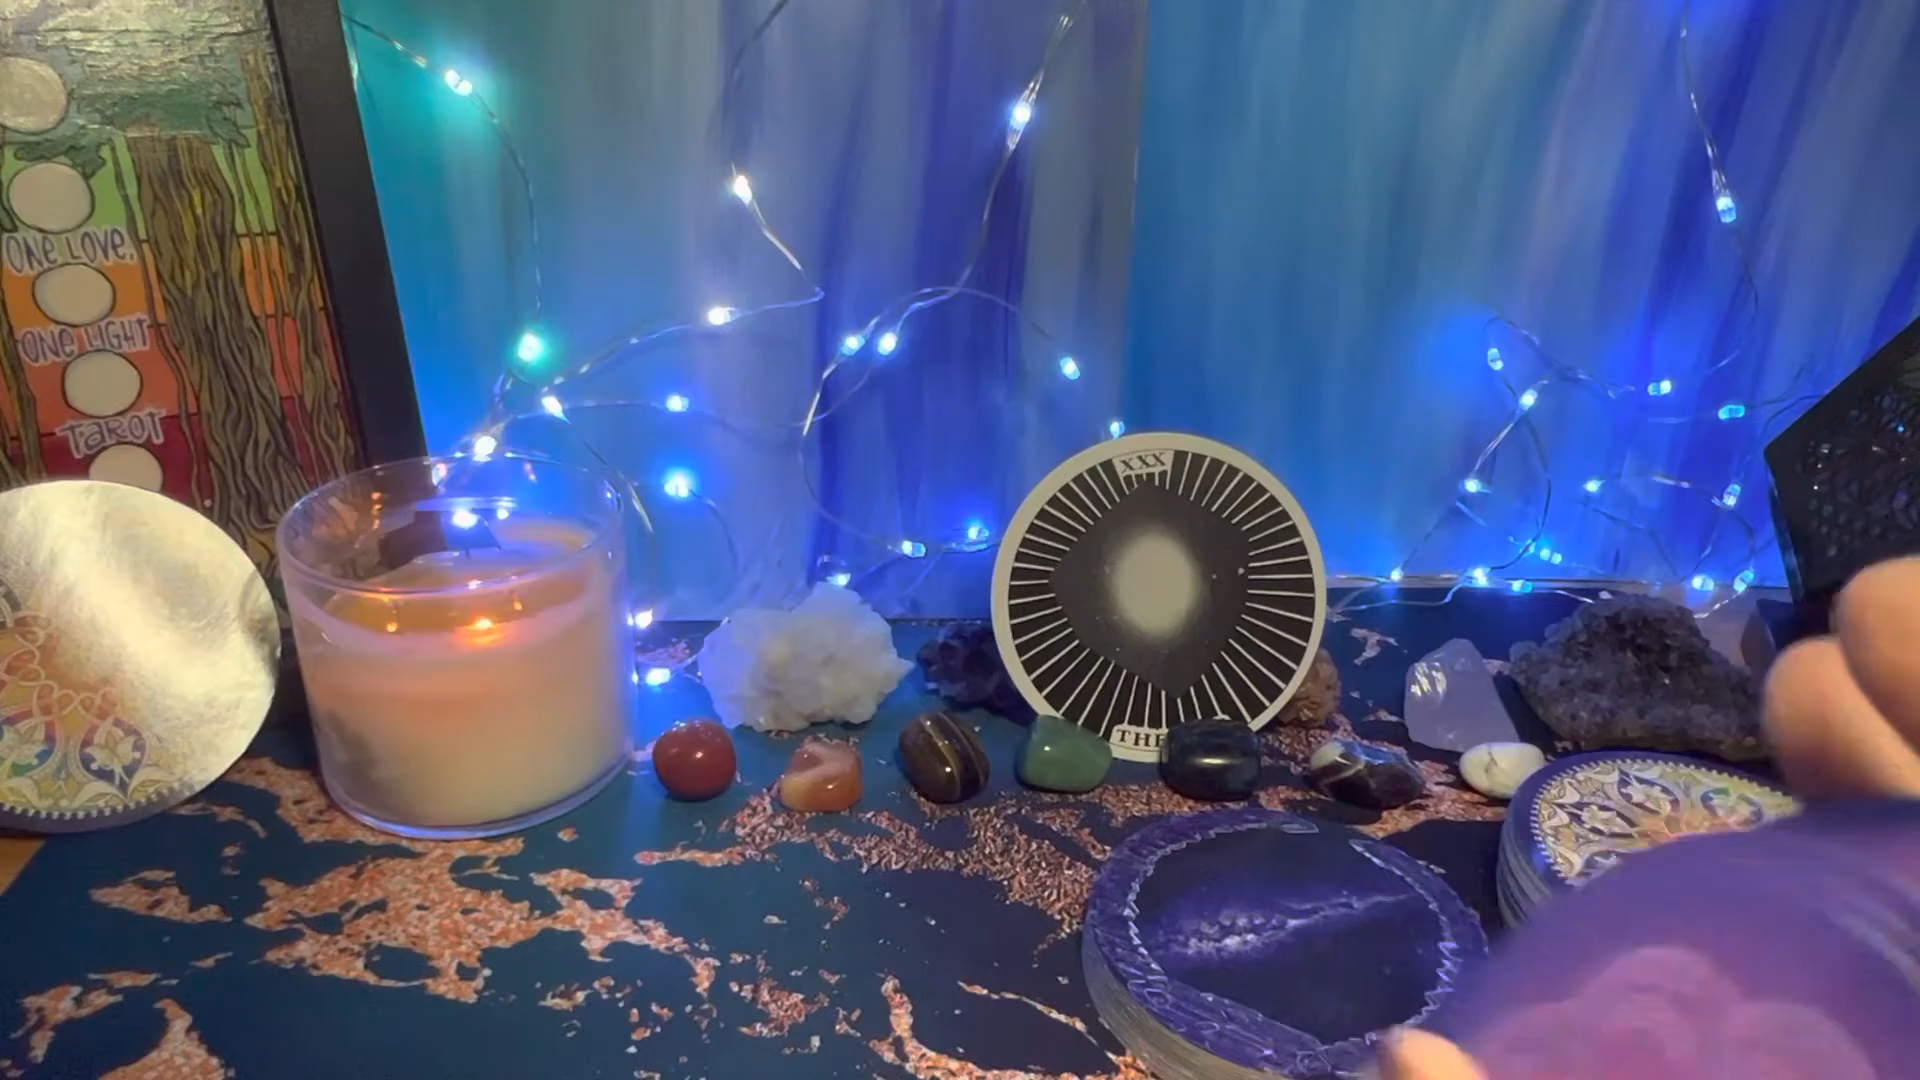 ONE LOVE,
ONE LIGHT
TAROT
XXX
THE